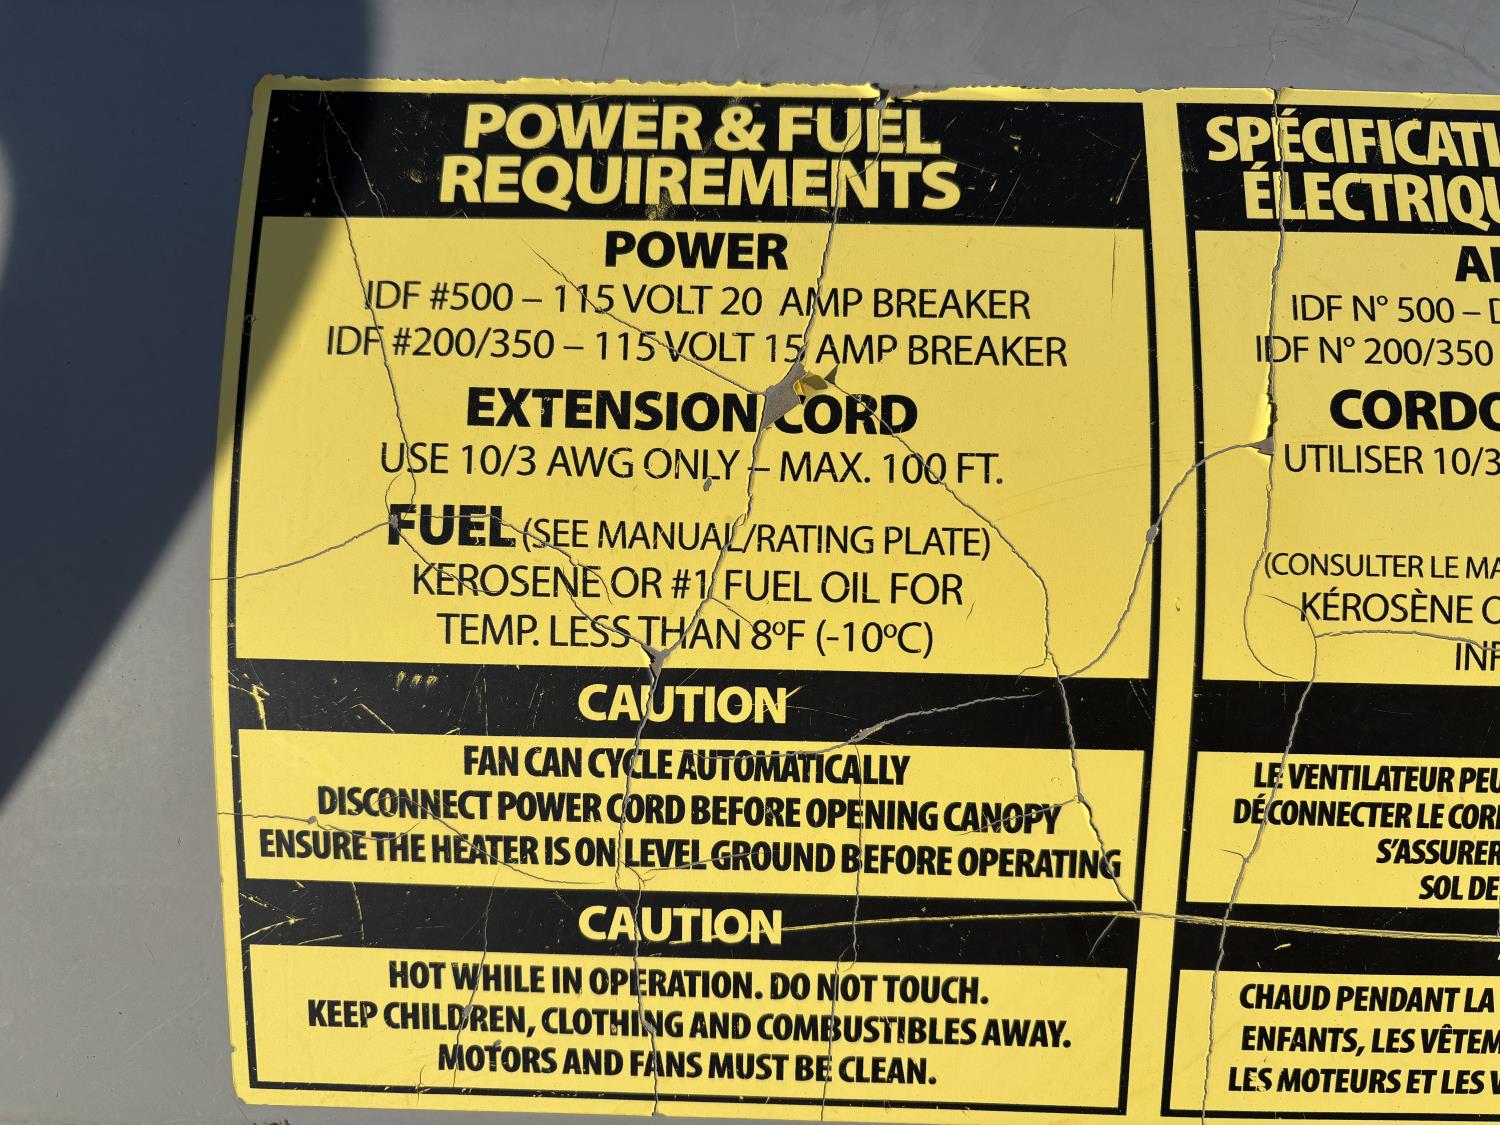 POWER & FUEL
REQUIREMENTS
POWER
IDF #500 – 115 VOLT 20 AMP BREAKER
IDF #200/350 – 115 VOLT 15 AMP BREAKER
EXTENSION CORD
USE 10/3 AWG ONLY – MAX. 100 FT.
FUEL (SEE MANUAL/RATING PLATE)
KEROSENE OR #1 FUEL OIL FOR
TEMP. LESS THAN 8ºF (-10ºC)
CAUTION
FAN CAN CYCLE AUTOMATICALLY
DISCONNECT POWER CORD BEFORE OPENING CANOPY
ENSURE THE HEATER IS ON LEVEL GROUND BEFORE OPERATING
CAUTION
HOT WHILE IN OPERATION. DO NOT TOUCH.
KEEP CHILDREN, CLOTHING AND COMBUSTIBLES AWAY.
MOTORS AND FANS MUST BE CLEAN.
SPÉCIFICATI
ÉLECTRIQU
IDF Nº 500 –
IDF Nº 200/350
CORD
UTILISER 10/3
(CONSULTER LE MA
KÉROSÈNE
INF
LE VENTILATEUR PEU
DÉCONNECTER LE COR
S'ASSURER
SOL DE
CHAUD PENDANT LA
ENFANTS, LES VÊTEM
LES MOTEURS ET LES V